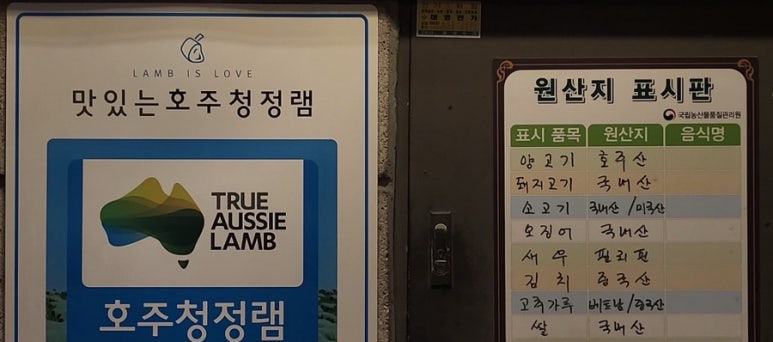 LAMB IS LOVE
맛있는호주청정램
TRUE
AUSSIE
LAMB
호주청정램
원산지 표시판
국립농산물품질관리원
표시 품목 원산지 음식명
양고기 호주산
돼지고기 국내산
소고기 국내산/미국산
오징어 국내산
새우 필리핀
김치 중국산
고추가루 베트남/중국산
쌀 국내산